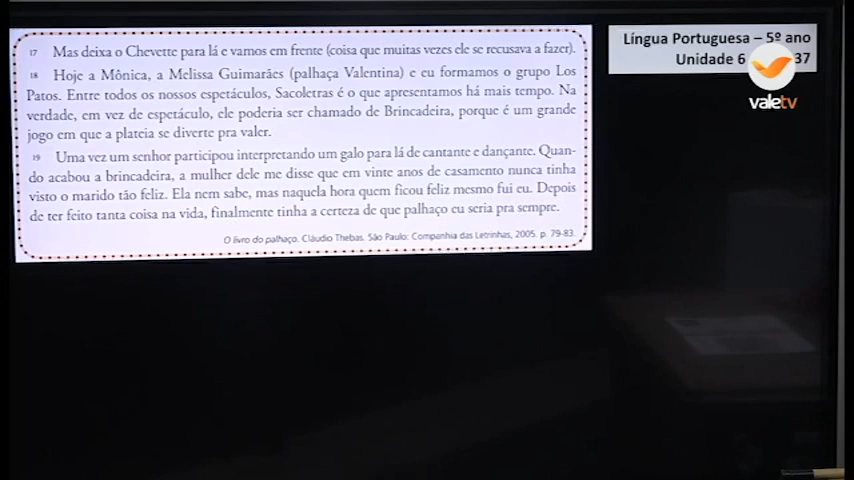 17 Mas deixa o Chevette para lá e vamos em frente (coisa que muitas vezes ele se recusava a fazer).
18 Hoje a Mônica, a Melissa Guimarães (palhaça Valentina) e eu formamos o grupo Los
Patos. Entre todos os nossos espetáculos, Sacoletras é o que apresentamos há mais tempo. Na
verdade, em vez de espetáculo, ele poderia ser chamado de Brincadeira, porque é um grande
jogo em que a plateia se diverte pra valer.
19 Uma vez um senhor participou interpretando um galo para lá de cantante e dançante. Quan-
do acabou a brincadeira, a mulher dele me disse que em vinte anos de casamento nunca tinha
visto o marido tão feliz. Ela nem sabe, mas naquela hora quem ficou feliz mesmo fui eu. Depois
de ter feito tanta coisa na vida, finalmente tinha a certeza de que palhaço eu seria pra sempre.
O livro do palhaço. Cláudio Thebas. São Paulo: Companhia das Letrinhas, 2005. p. 79-83.
Língua Portuguesa – 5º ano
Unidade 6 37
valetv